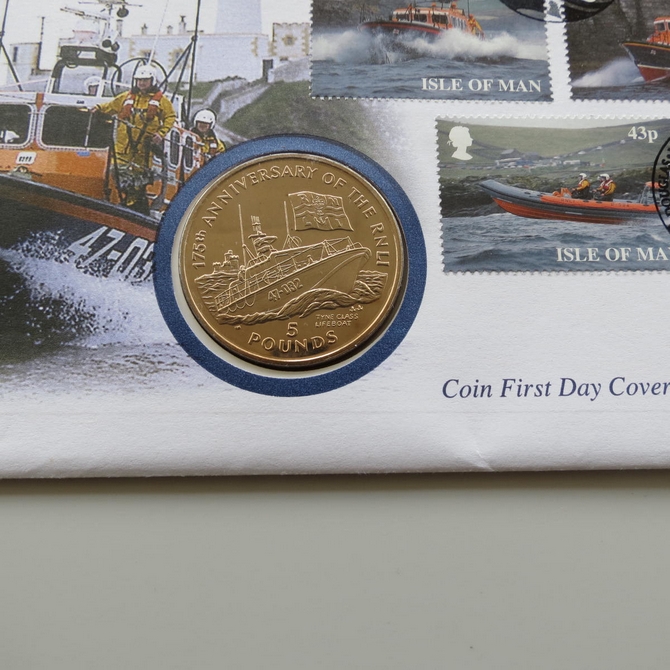 ISLE OF MAN
43p
ISLE OF MA
47-03
175th ANNIVERSARY OF THE RNLI
47-032
TYNE CLASS
LIFEBOAT
5
POUNDS
Coin First Day Cover